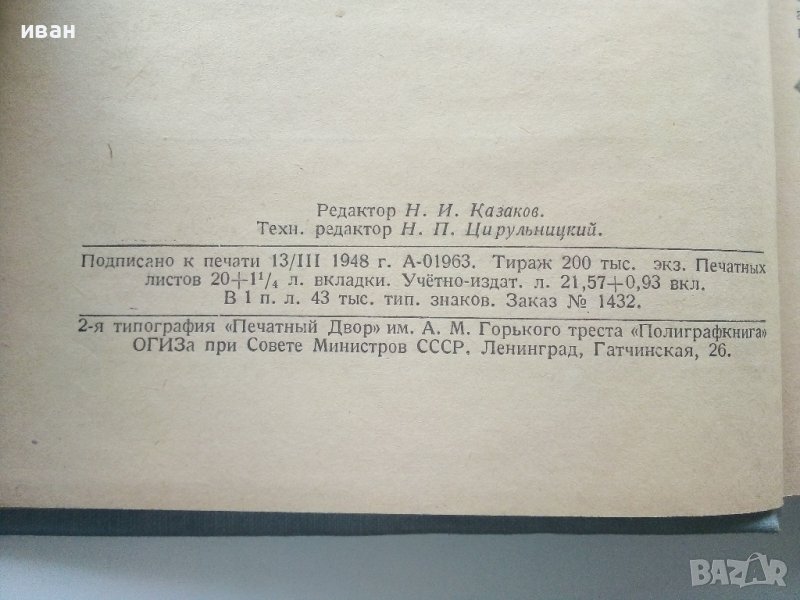 иван
Редактор Н. И. Казаков.
Техн. редактор Н. П. Цирульницкий.
Подписано к печати 13/III 1948 г. А-01963. Тираж 200 тыс. экз. Печатных
листов 20+1¹/₄ л. вкладки. Учётно-издат. л. 21,57+0,93 вкл.
В 1 п. л. 43 тыс. тип. знаков. Заказ № 1432.
2-я типография «Печатный Двор» им. А. М. Горького треста «Полиграфкнига»
ОГИЗа при Совете Министров СССР. Ленинград, Гатчинская, 26.
BAZAR